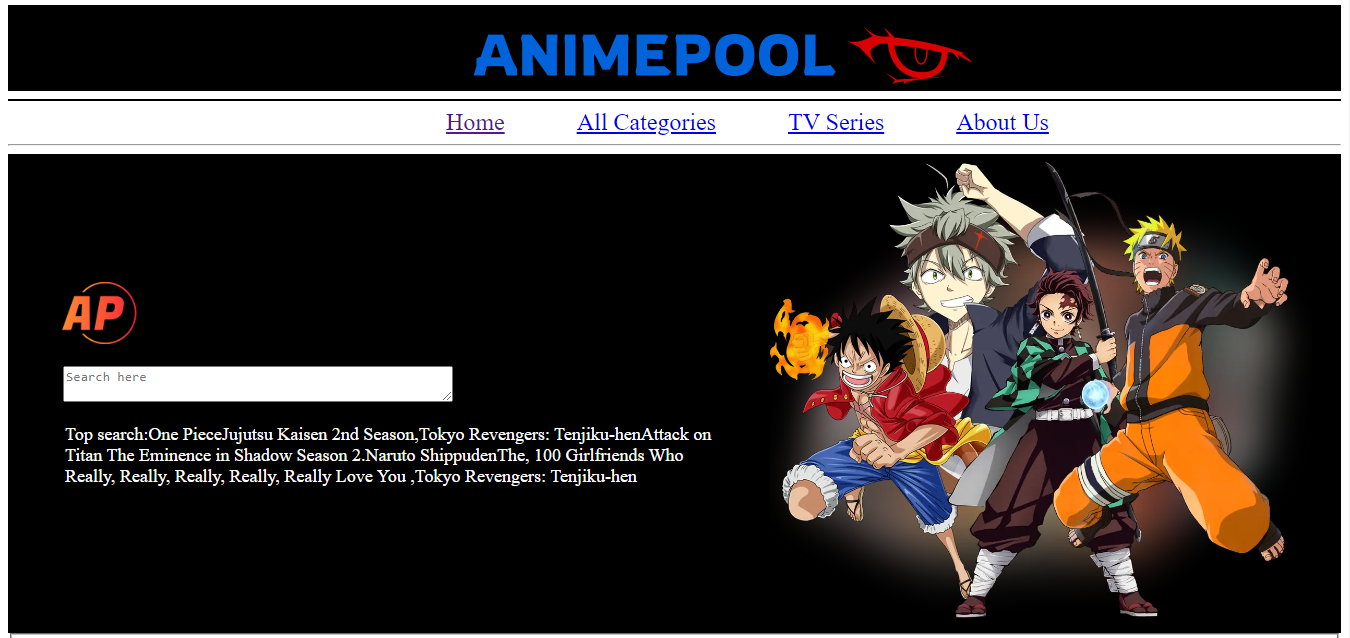 ANIMEPOOL
Home All Categories TV Series About Us
AP
Search here
Top search:One PieceJujutsu Kaisen 2nd Season,Tokyo Revengers: Tenjiku-henAttack on
Titan The Eminence in Shadow Season 2.Naruto ShippudenThe, 100 Girlfriends Who
Really, Really, Really, Really, Really Love You ,Tokyo Revengers: Tenjiku-hen